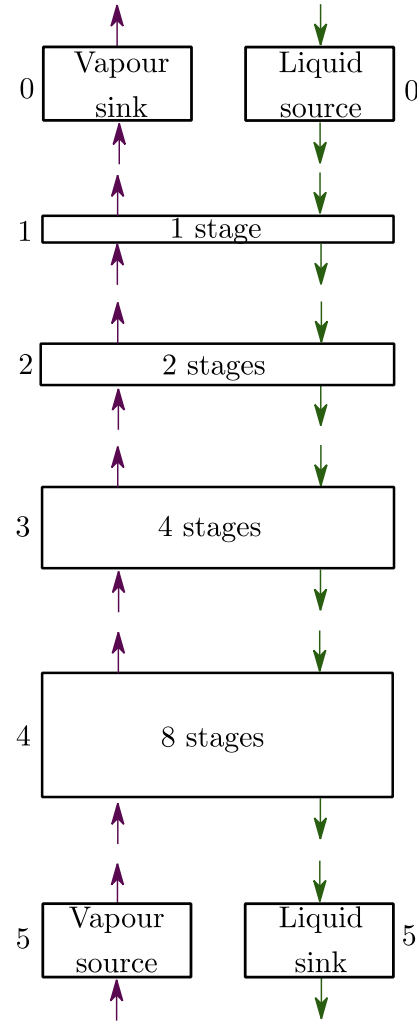 Vapour
sink
Liquid
source
0
0
1
1 stage
2
2 stages
3
4 stages
4
8 stages
Vapour
source
Liquid
sink
5
5